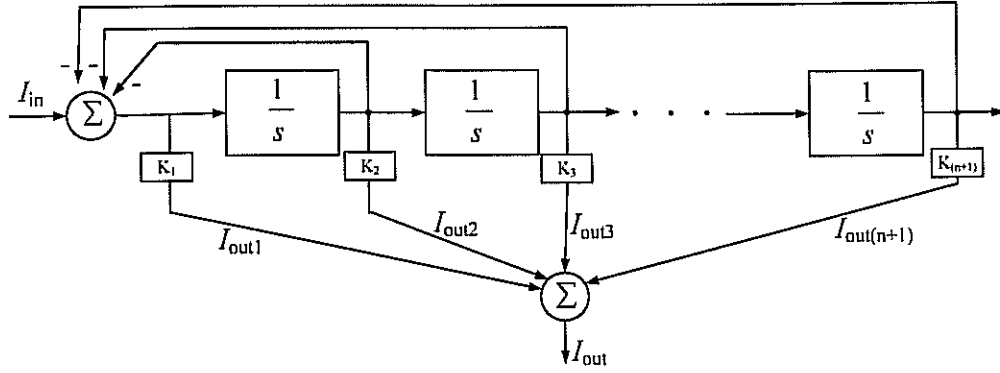 - - -
I_in
Σ
1/s
1/s
. . .
1/s
K_1
K_2
K_3
K_(n+1)
I_out1
I_out2
I_out3
I_out(n+1)
Σ
I_out